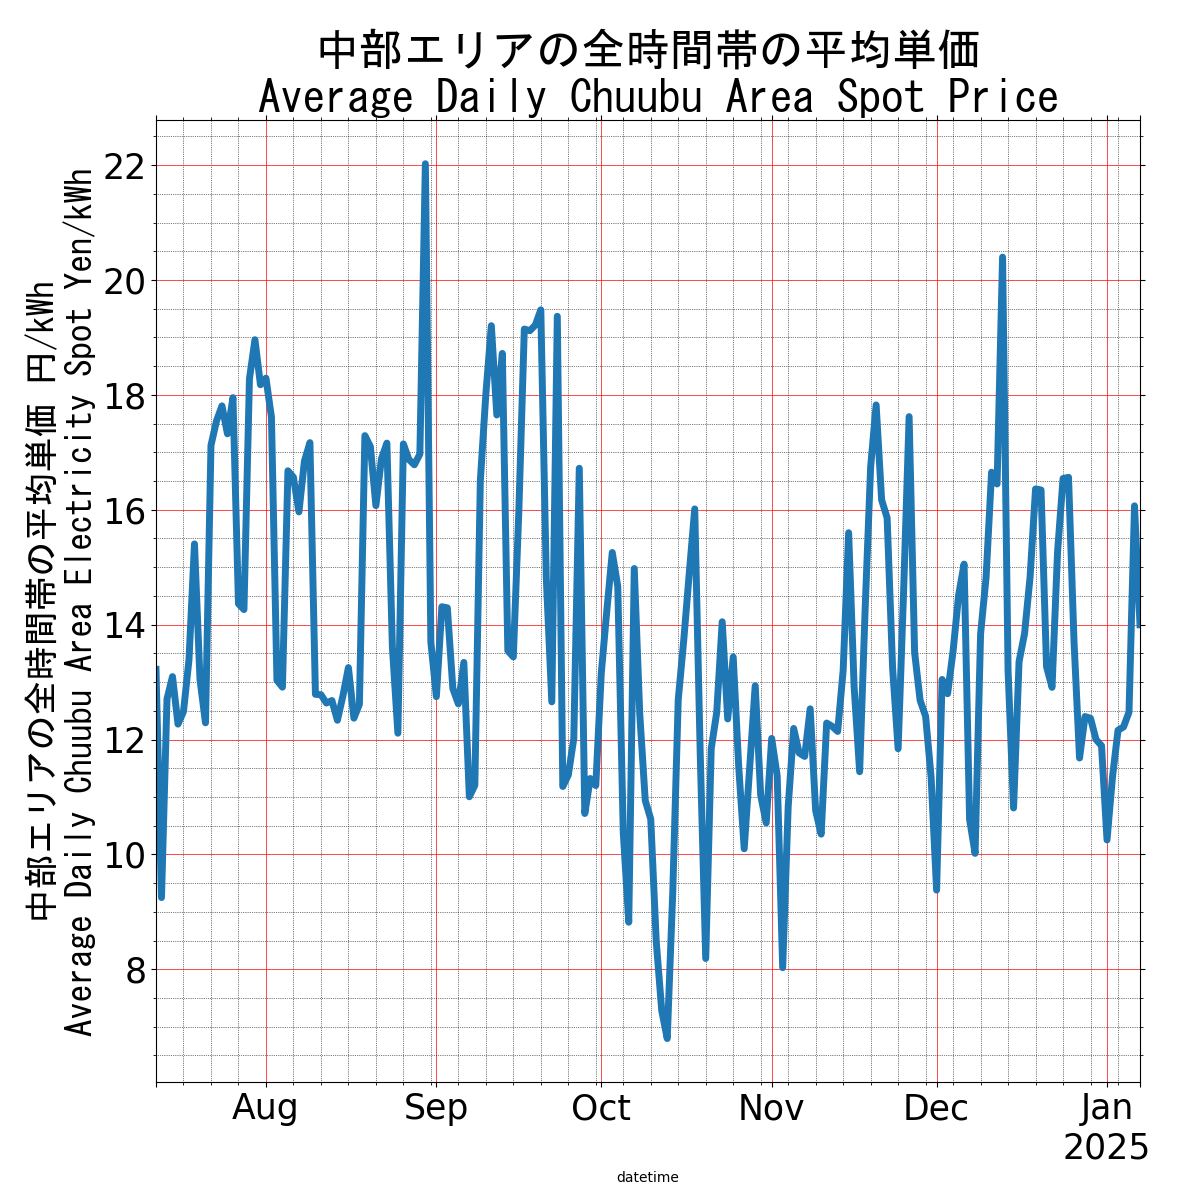 中部エリアの全時間帯の平均単価
Average Daily Chuubu Area Spot Price
中部エリアの全時間帯の平均単価 円/kWh
Average Daily Chuubu Area Electricity Spot Yen/kWh
22
20
18
16
14
12
10
8
Aug Sep Oct Nov Dec Jan
2025
datetime